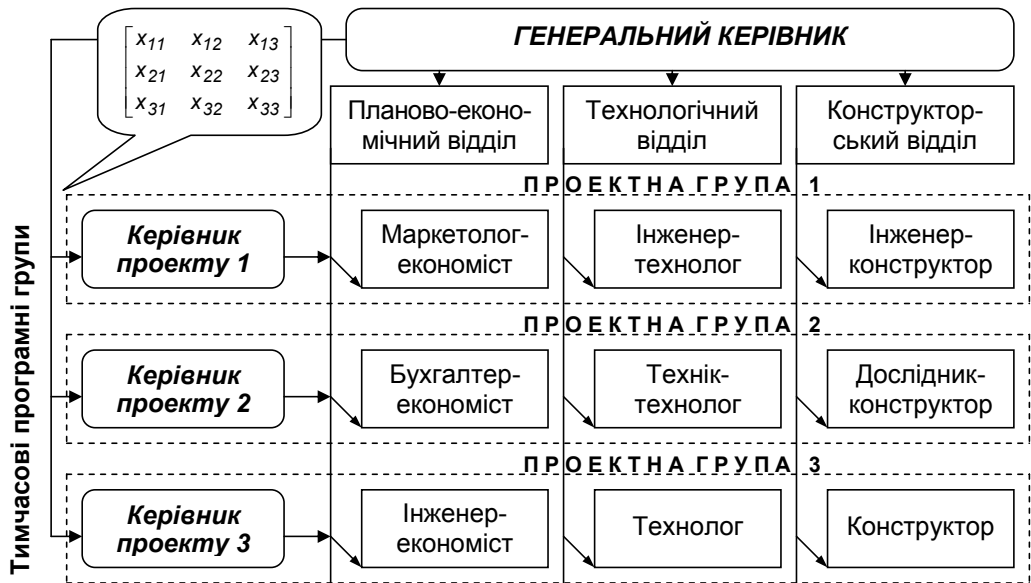 x11 x12 x13
x21 x22 x23
x31 x32 x33
ГЕНЕРАЛЬНИЙ КЕРІВНИК
Планово-еконо-
мічний відділ
Технологічний
відділ
Конструктор-
ський відділ
Тимчасові програмні групи
ПРОЕКТНА ГРУПА 1
Керівник
проекту 1
Маркетолог-
економіст
Інженер-
технолог
Інженер-
конструктор
ПРОЕКТНА ГРУПА 2
Керівник
проекту 2
Бухгалтер-
економіст
Технік-
технолог
Дослідник-
конструктор
ПРОЕКТНА ГРУПА 3
Керівник
проекту 3
Інженер-
економіст
Технолог
Конструктор